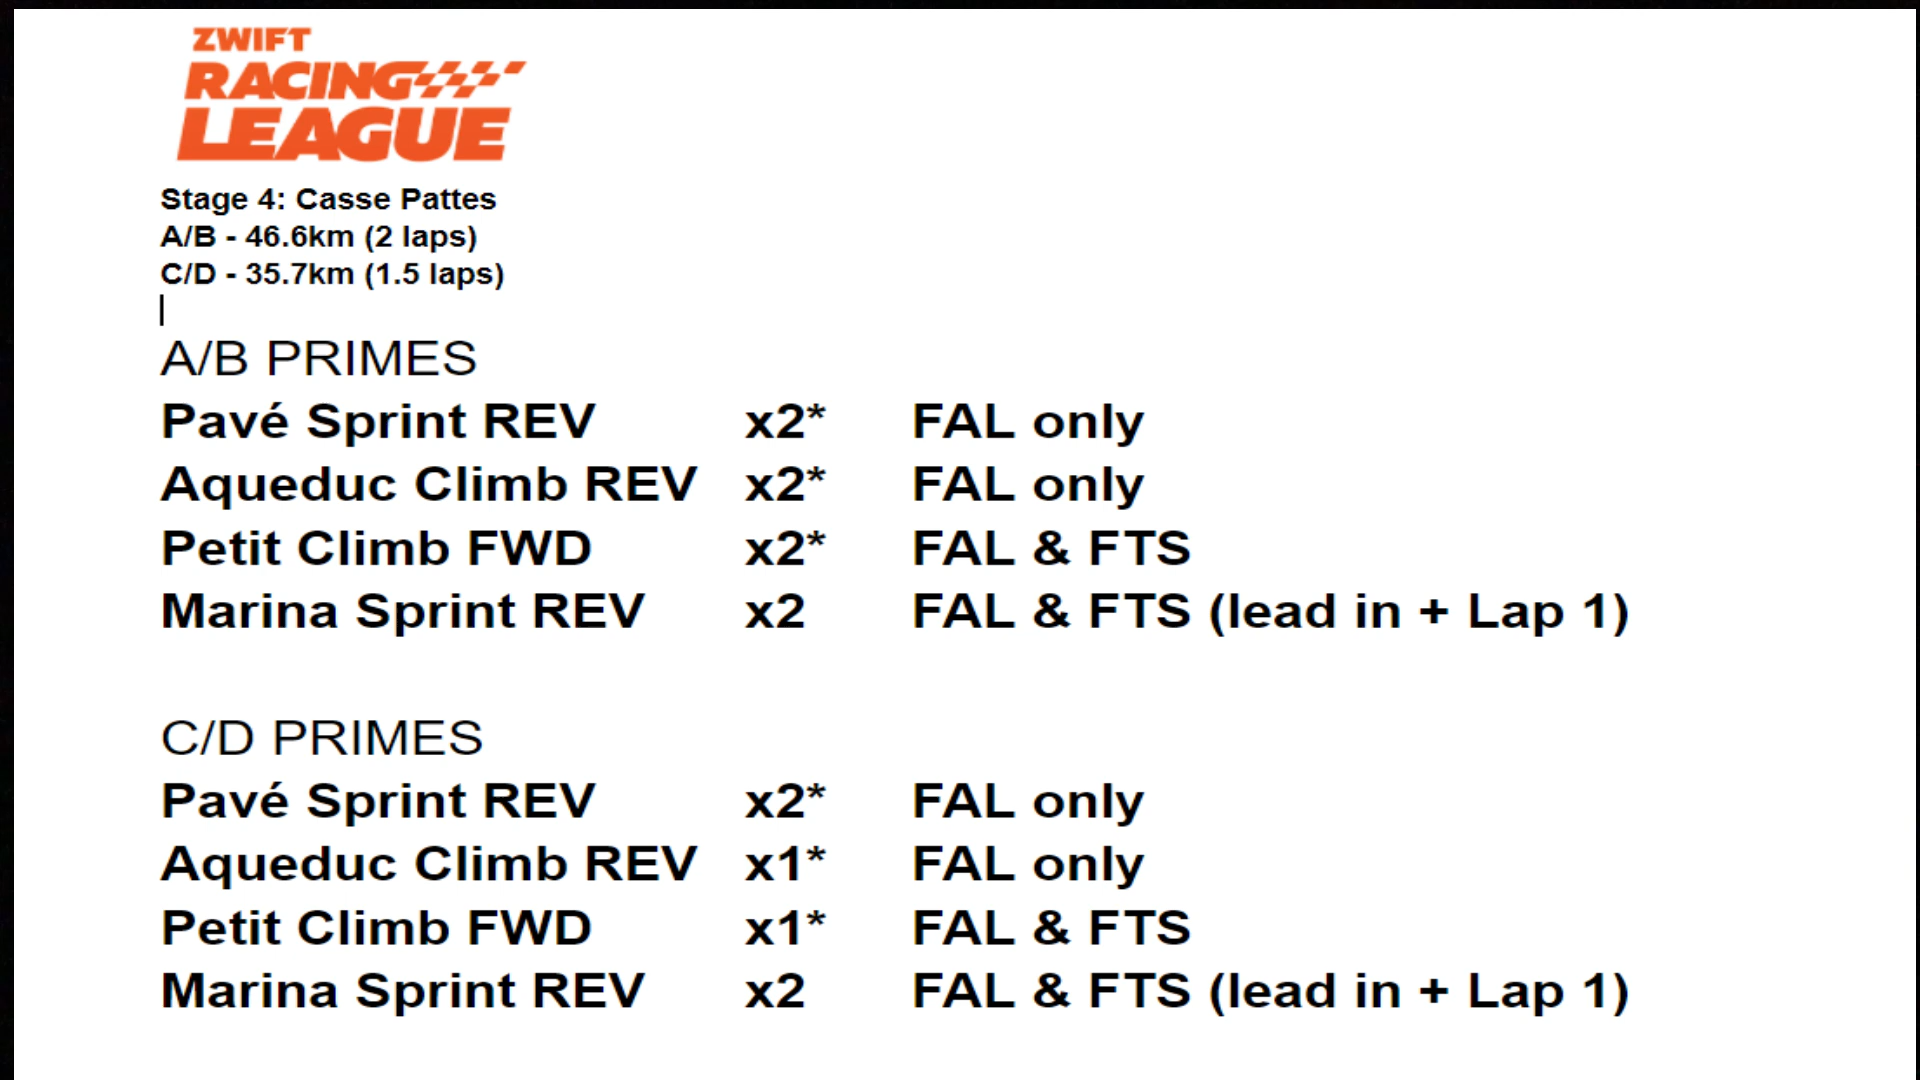 ZWIFT
RACING
LEAGUE
Stage 4: Casse Pattes
A/B - 46.6km (2 laps)
C/D - 35.7km (1.5 laps)
A/B PRIMES
Pavé Sprint REV x2* FAL only
Aqueduc Climb REV x2* FAL only
Petit Climb FWD x2* FAL & FTS
Marina Sprint REV x2 FAL & FTS (lead in + Lap 1)
C/D PRIMES
Pavé Sprint REV x2* FAL only
Aqueduc Climb REV x1* FAL only
Petit Climb FWD x1* FAL & FTS
Marina Sprint REV x2 FAL & FTS (lead in + Lap 1)